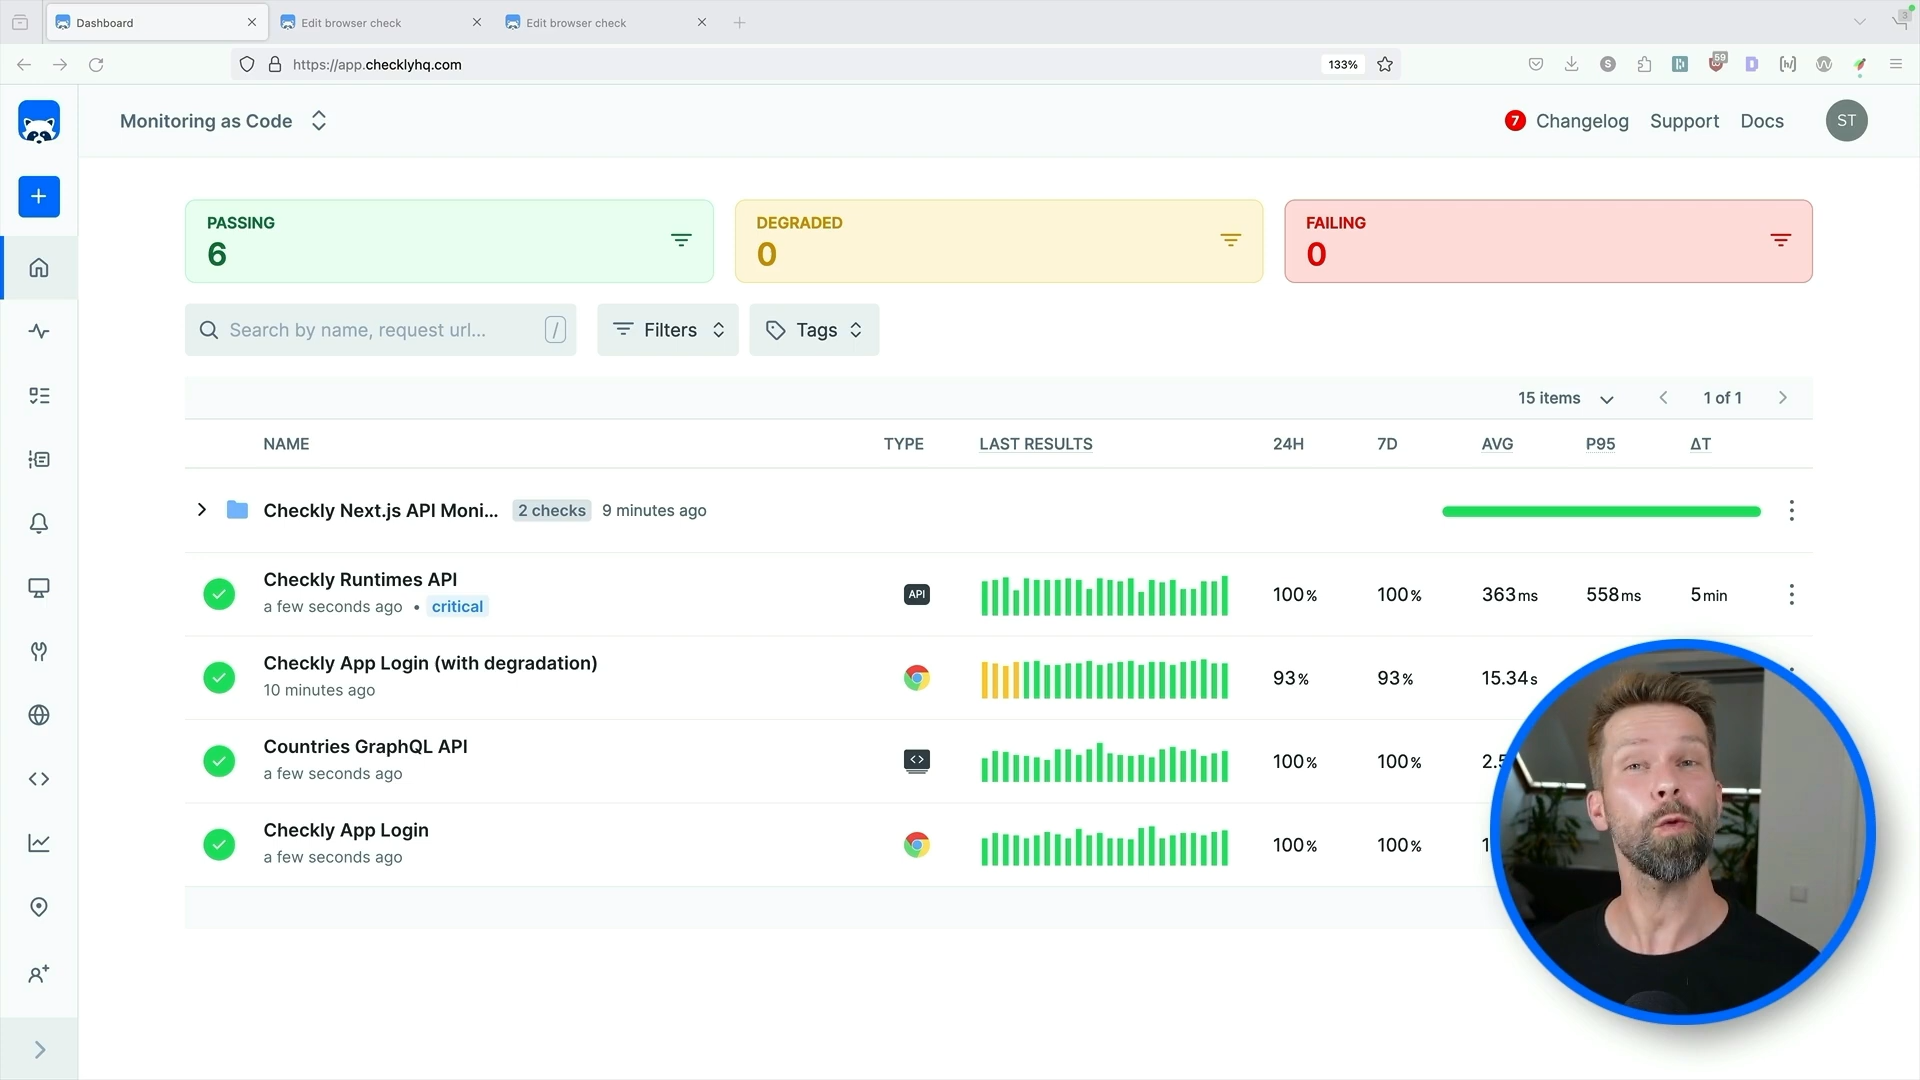 Dashboard
Edit browser check
Edit browser check
3
https://app.checklyhq.com
133%
S
59
D
[h]
Monitoring as Code
7 Changelog Support Docs ST
PASSING
6
DEGRADED
0
FAILING
0
Search by name, request url... /
Filters
Tags
15 items
1 of 1
NAME TYPE LAST RESULTS 24H 7D AVG P95 ΔT
Checkly Next.js API Moni... 2 checks 9 minutes ago
Checkly Runtimes API
a few seconds ago • critical
API
100% 100% 363ms 558ms 5min
Checkly App Login (with degradation)
10 minutes ago
93% 93% 15.34s
Countries GraphQL API
a few seconds ago
100% 100%
Checkly App Login
a few seconds ago
100% 100%